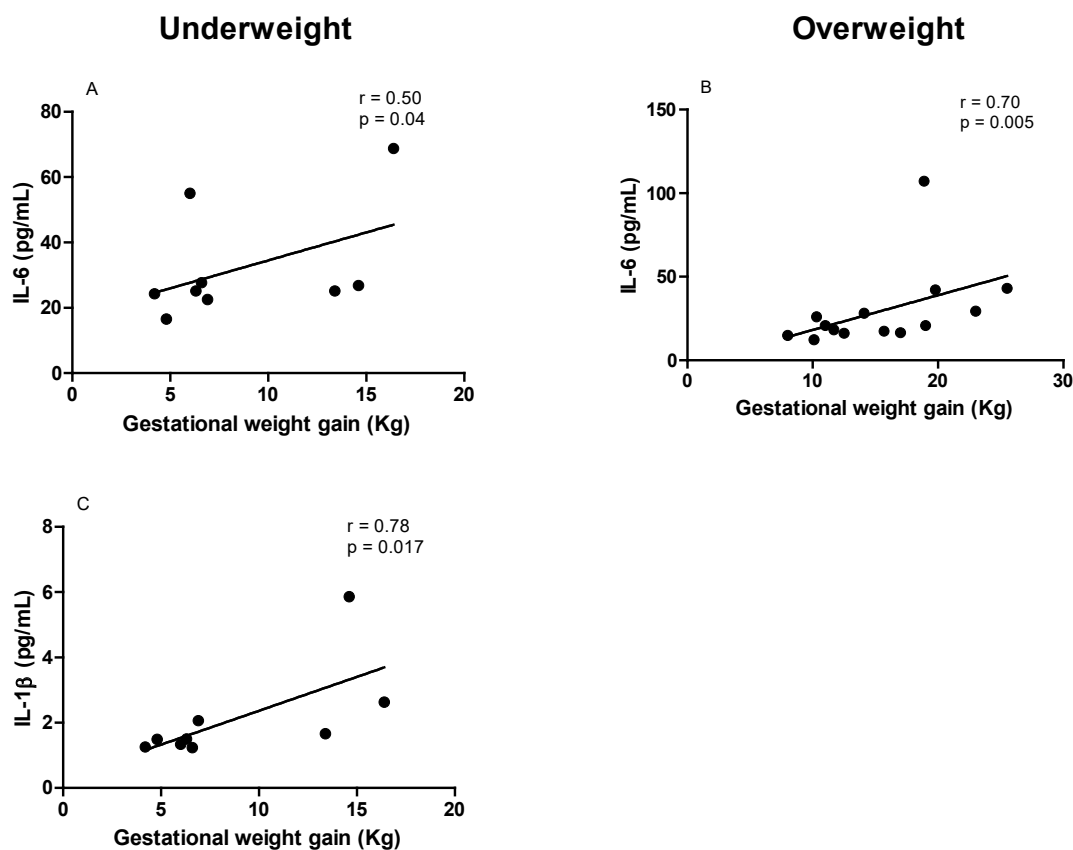 Underweight
Overweight
A
r = 0.50
p = 0.04
80
60
40
20
0
IL-6 (pg/mL)
0 5 10 15 20
Gestational weight gain (Kg)
B
r = 0.70
p = 0.005
150
100
50
0
IL-6 (pg/mL)
0 10 20 30
Gestational weight gain (Kg)
C
r = 0.78
p = 0.017
8
6
4
2
0
IL-1β (pg/mL)
0 5 10 15 20
Gestational weight gain (Kg)